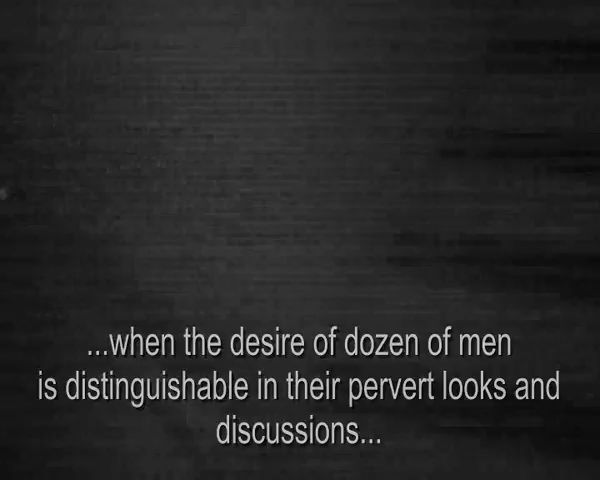 ...when the desire of dozen of men
is distinguishable in their pervert looks and
discussions...